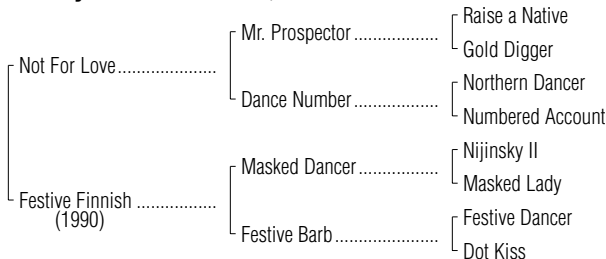 Raise a Native
Mr. Prospector ..................
Gold Digger
Not For Love.....................
Northern Dancer
Dance Number ..................
Numbered Account
Nijinsky II
Masked Dancer.................
Masked Lady
Festive Finnish .................
(1990)
Festive Dancer
Festive Barb......................
Dot Kiss